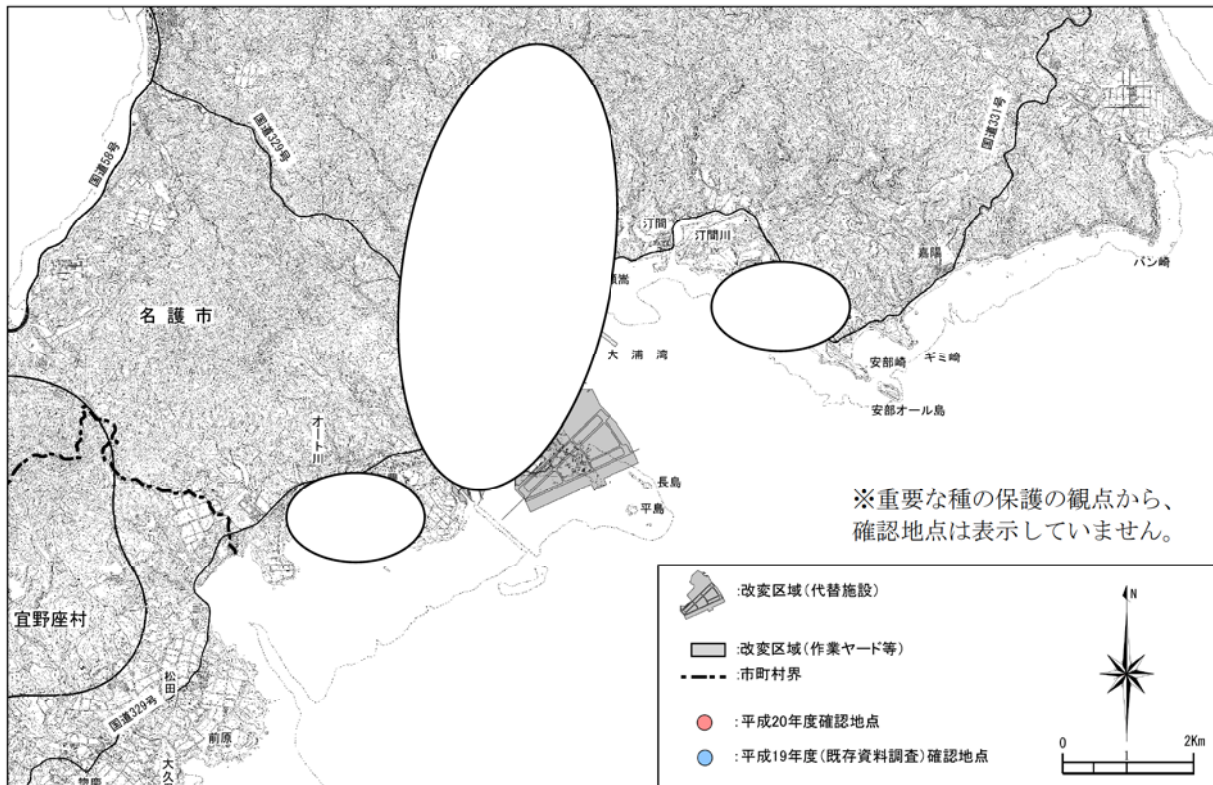 国道58号
国道329号
国道331号
汀間
汀間川
嘉陽
バン崎
名護市
大浦湾
安部崎
ギミ崎
安部オール島
オート川
長島
平島
※重要な種の保護の観点から、
確認地点は表示していません。
宜野座村
松田
国道329号
前原
:改変区域(代替施設)
:改変区域(作業ヤード等)
:市町村界
:平成20年度確認地点
:平成19年度(既存資料調査)確認地点
N
0
2Km